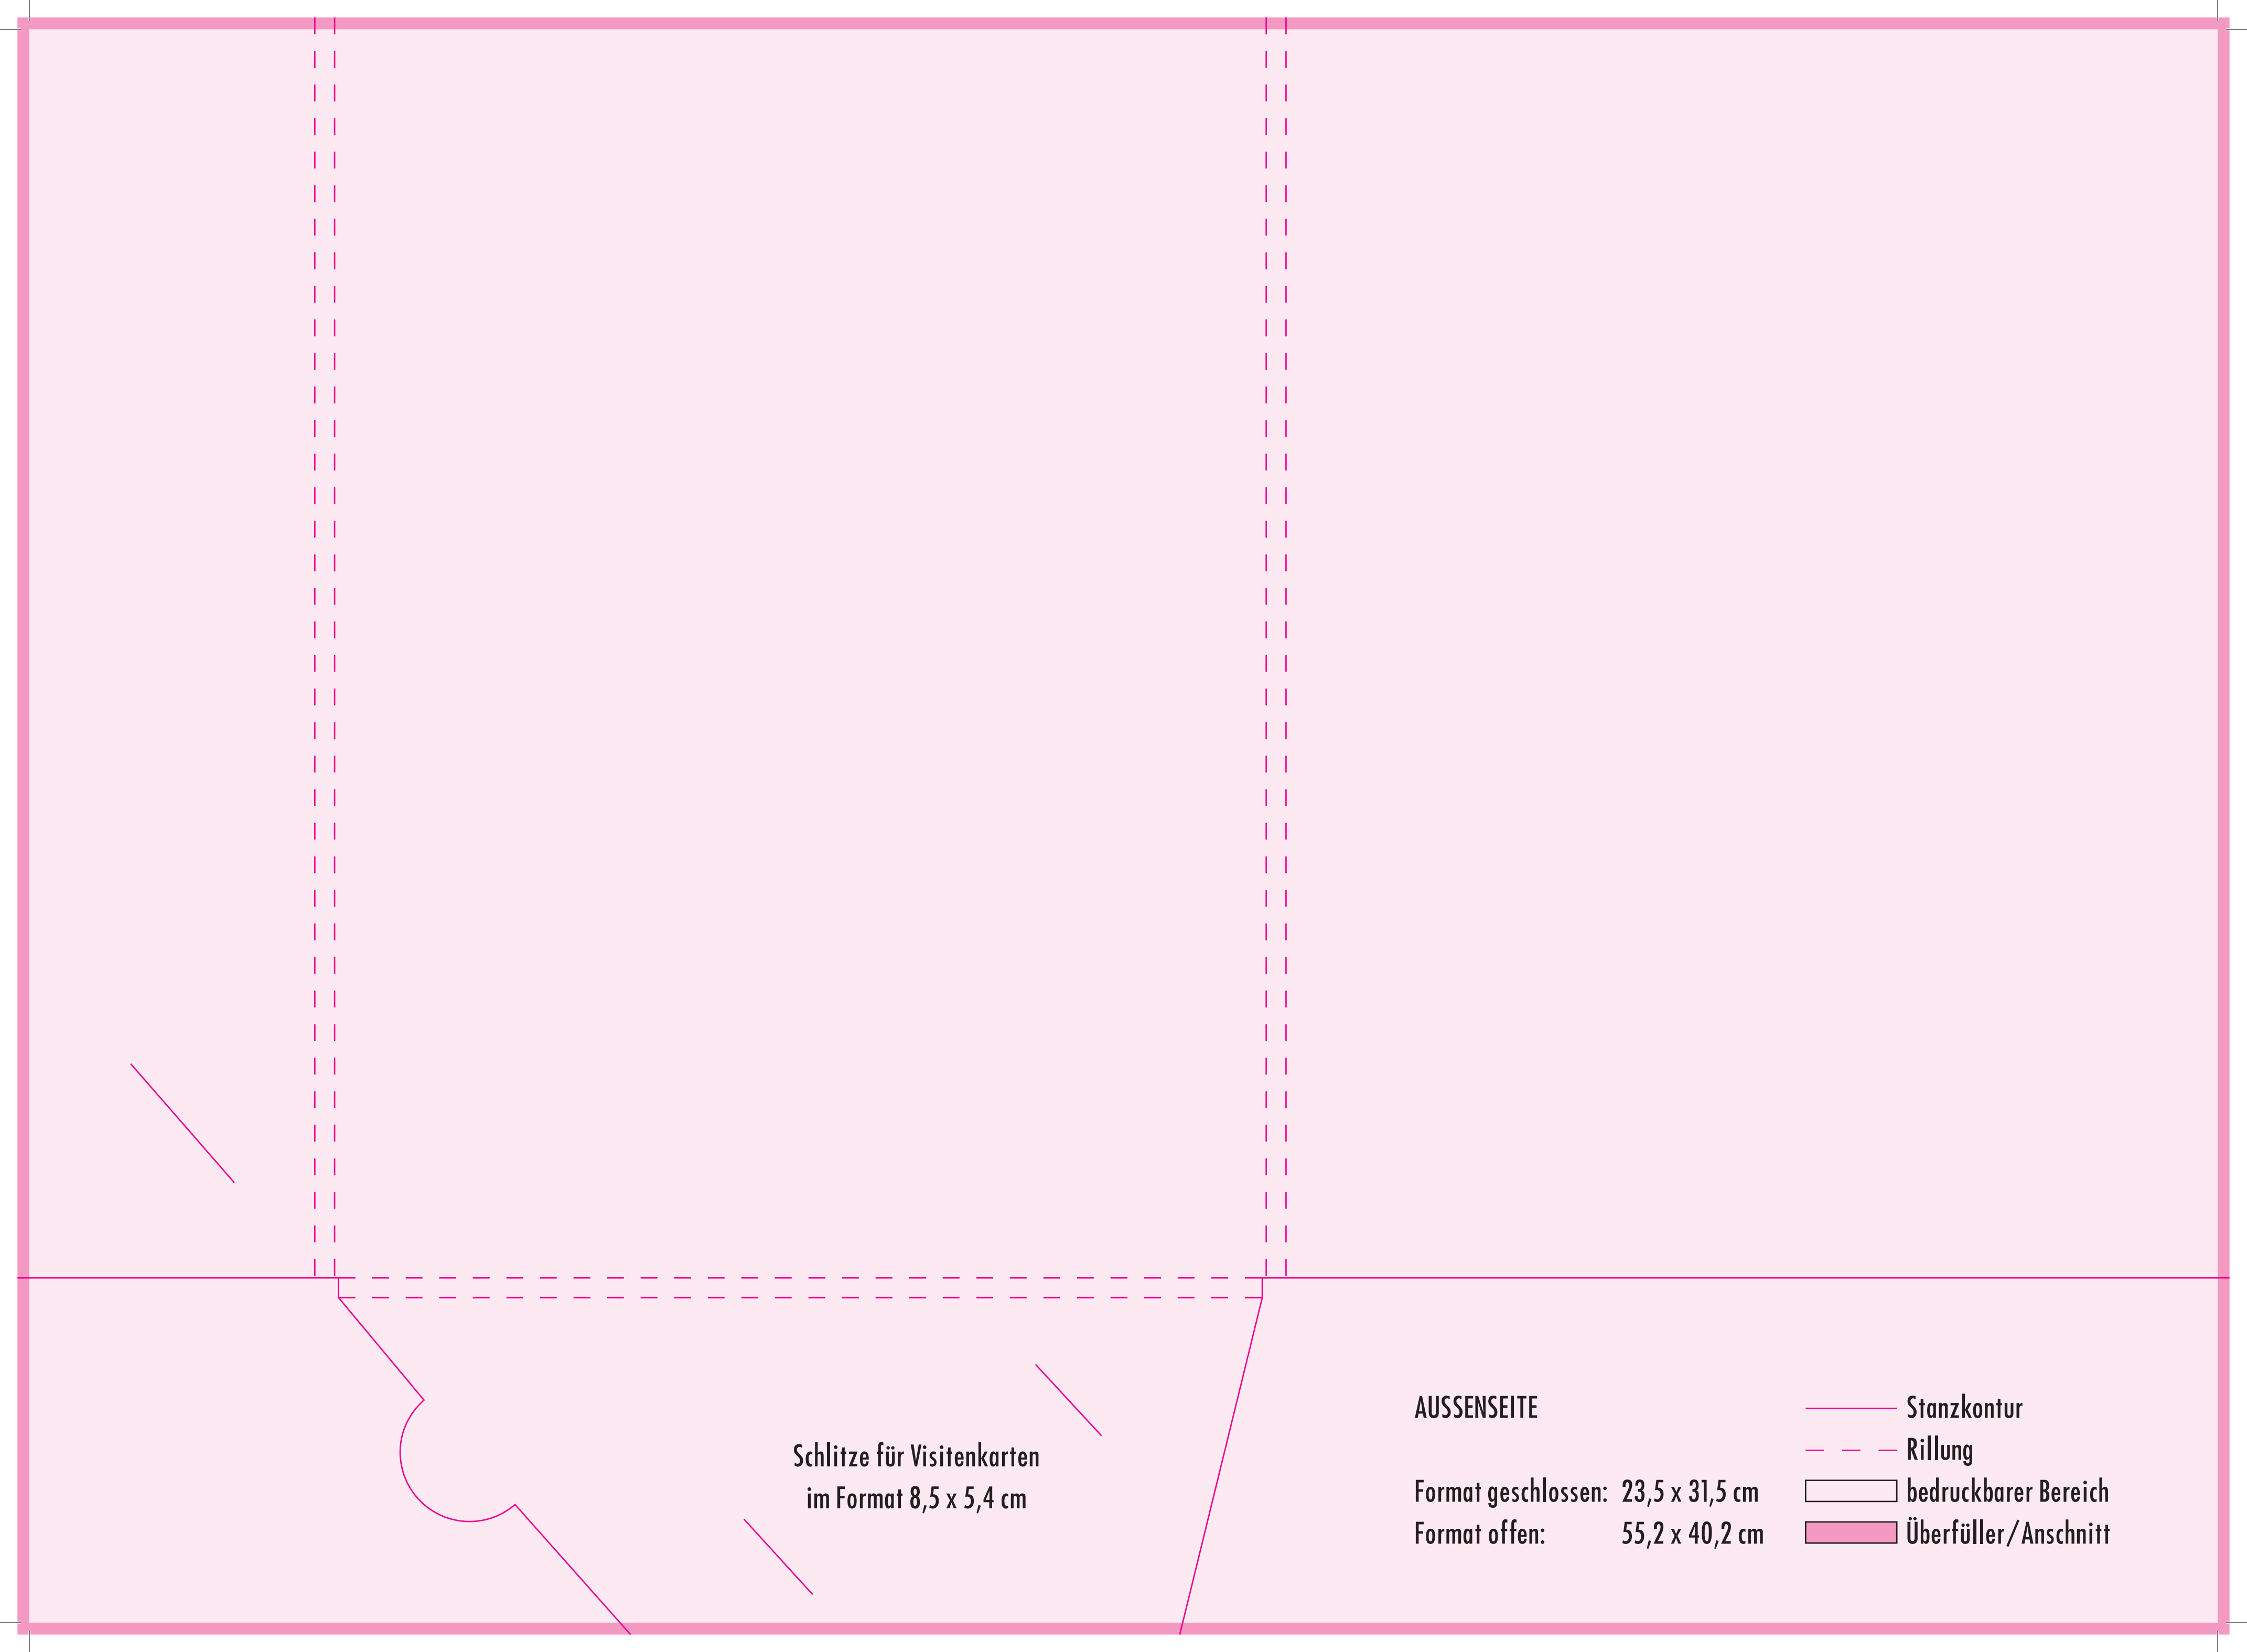 Schlitze für Visitenkarten
im Format 8,5 x 5,4 cm
AUSSENSEITE
Format geschlossen: 23,5 x 31,5 cm
Format offen: 55,2 x 40,2 cm
Stanzkontur
Rillung
bedruckbarer Bereich
Überfüller/Anschnitt